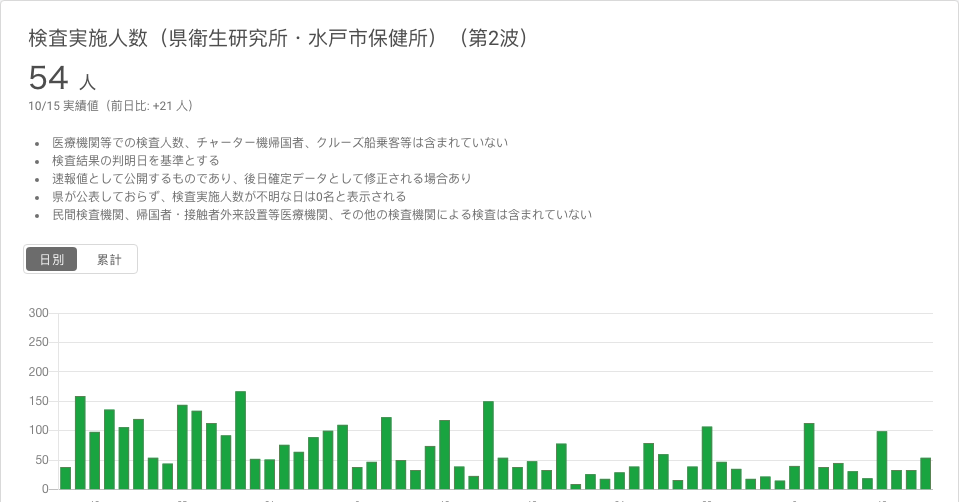 検査実施人数（県衛生研究所・水戸市保健所）（第2波）
54 人
10/15 実績値（前日比: +21 人）
• 医療機関等での検査人数、チャーター機帰国者、クルーズ船乗客等は含まれていない
• 検査結果の判明日を基準とする
• 速報値として公開するものであり、後日確定データとして修正される場合あり
• 県が公表しておらず、検査実施人数が不明な日は0名と表示される
• 民間検査機関、帰国者・接触者外来設置等医療機関、その他の検査機関による検査は含まれていない
日別 累計
300
250
200
150
100
50
0